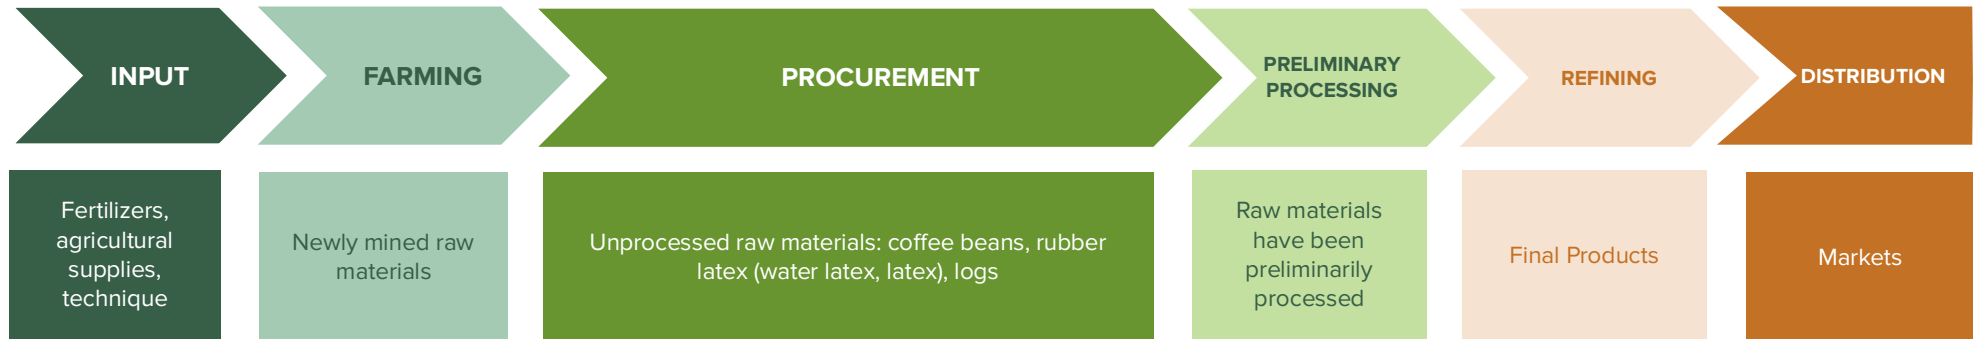 INPUT
FARMING
PROCUREMENT
PRELIMINARY
PROCESSING
REFINING
DISTRIBUTION
Fertilizers,
agricultural
supplies,
technique
Newly mined raw
materials
Unprocessed raw materials: coffee beans, rubber
latex (water latex, latex), logs
Raw materials
have been
preliminarily
processed
Final Products
Markets